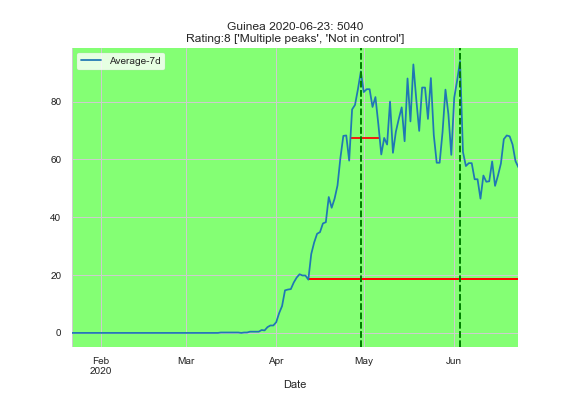 Guinea 2020-06-23: 5040
Rating:8 ['Multiple peaks', 'Not in control']
Average-7d
80
60
40
20
0
Feb Mar Apr May Jun
2020
Date